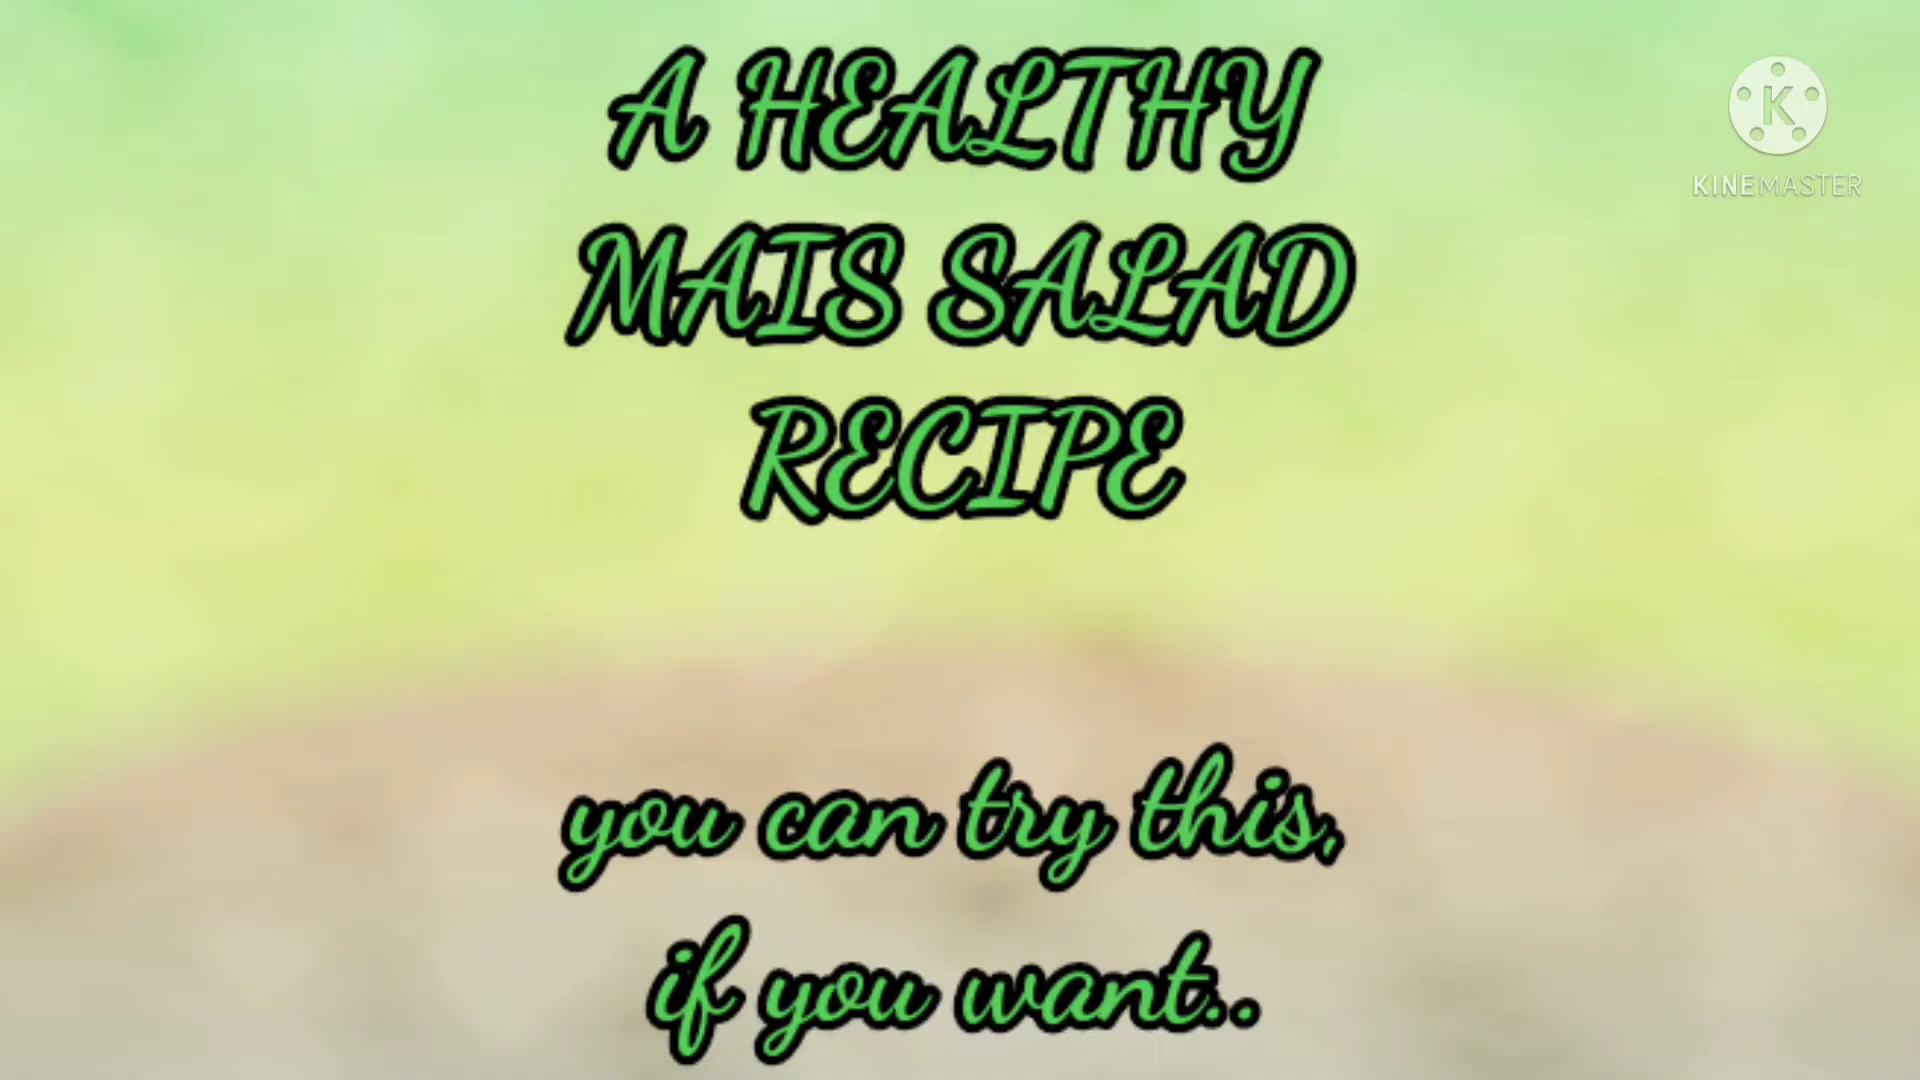 A HEALTHY
MAIS SALAD
RECIPE
you can try this,
if you want..
K
KINEMASTER